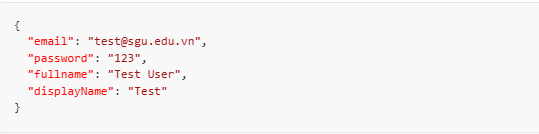 {
"email": "test@sgu.edu.vn",
"password": "123",
"fullname": "Test User",
"displayName": "Test"
}